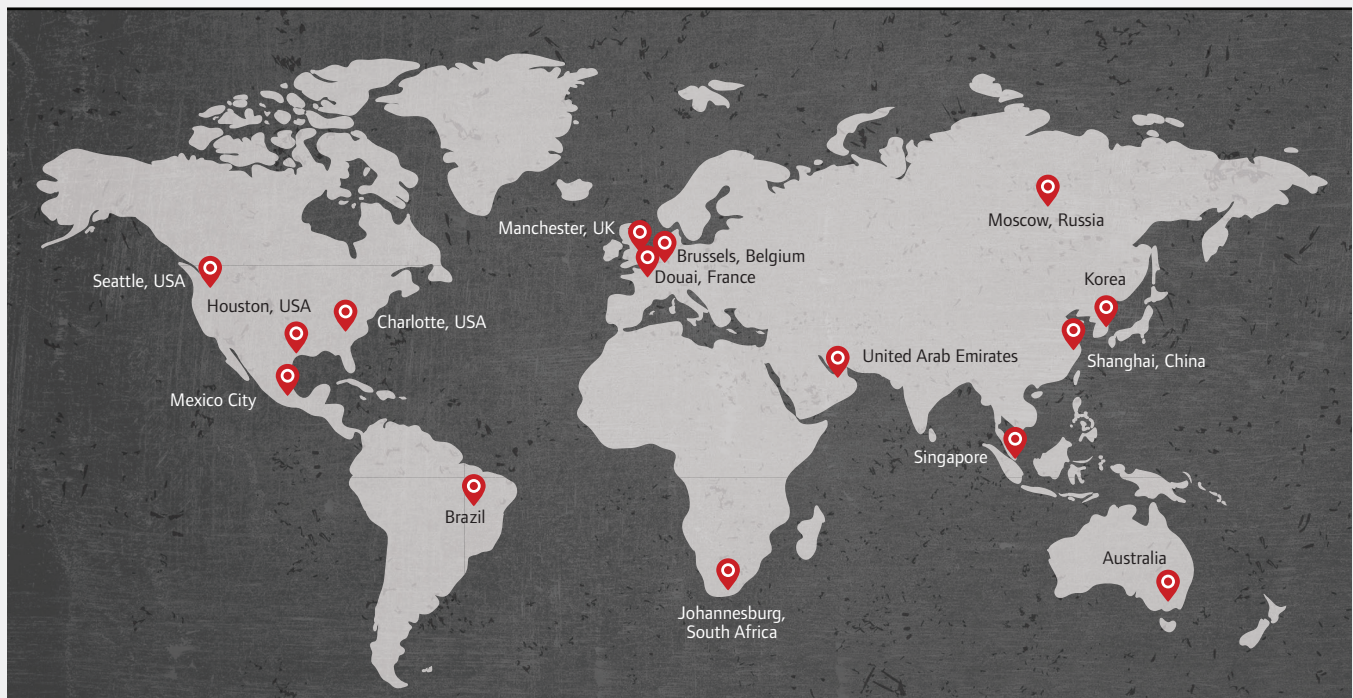 Manchester, UK
Moscow, Russia
Brussels, Belgium
Douai, France
Seattle, USA
Korea
Houston, USA
Charlotte, USA
United Arab Emirates
Shanghai, China
Mexico City
Singapore
Brazil
Australia
Johannesburg,
South Africa